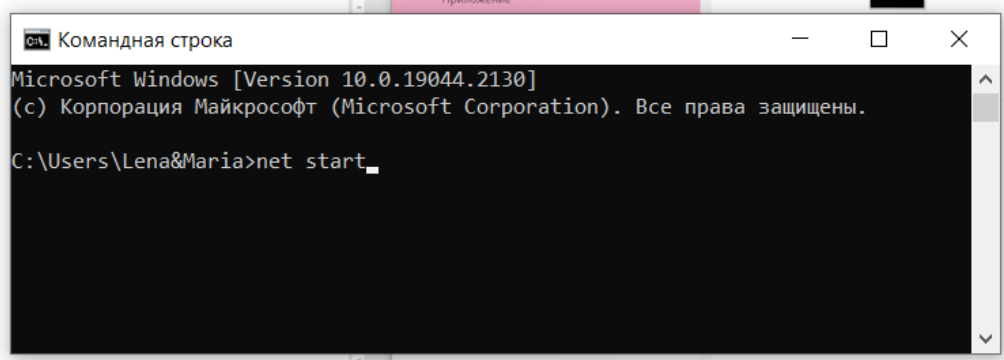 Приложение
Командная строка
Microsoft Windows [Version 10.0.19044.2130]
(c) Корпорация Майкрософт (Microsoft Corporation). Все права защищены.
C:\Users\Lena&Maria>net start